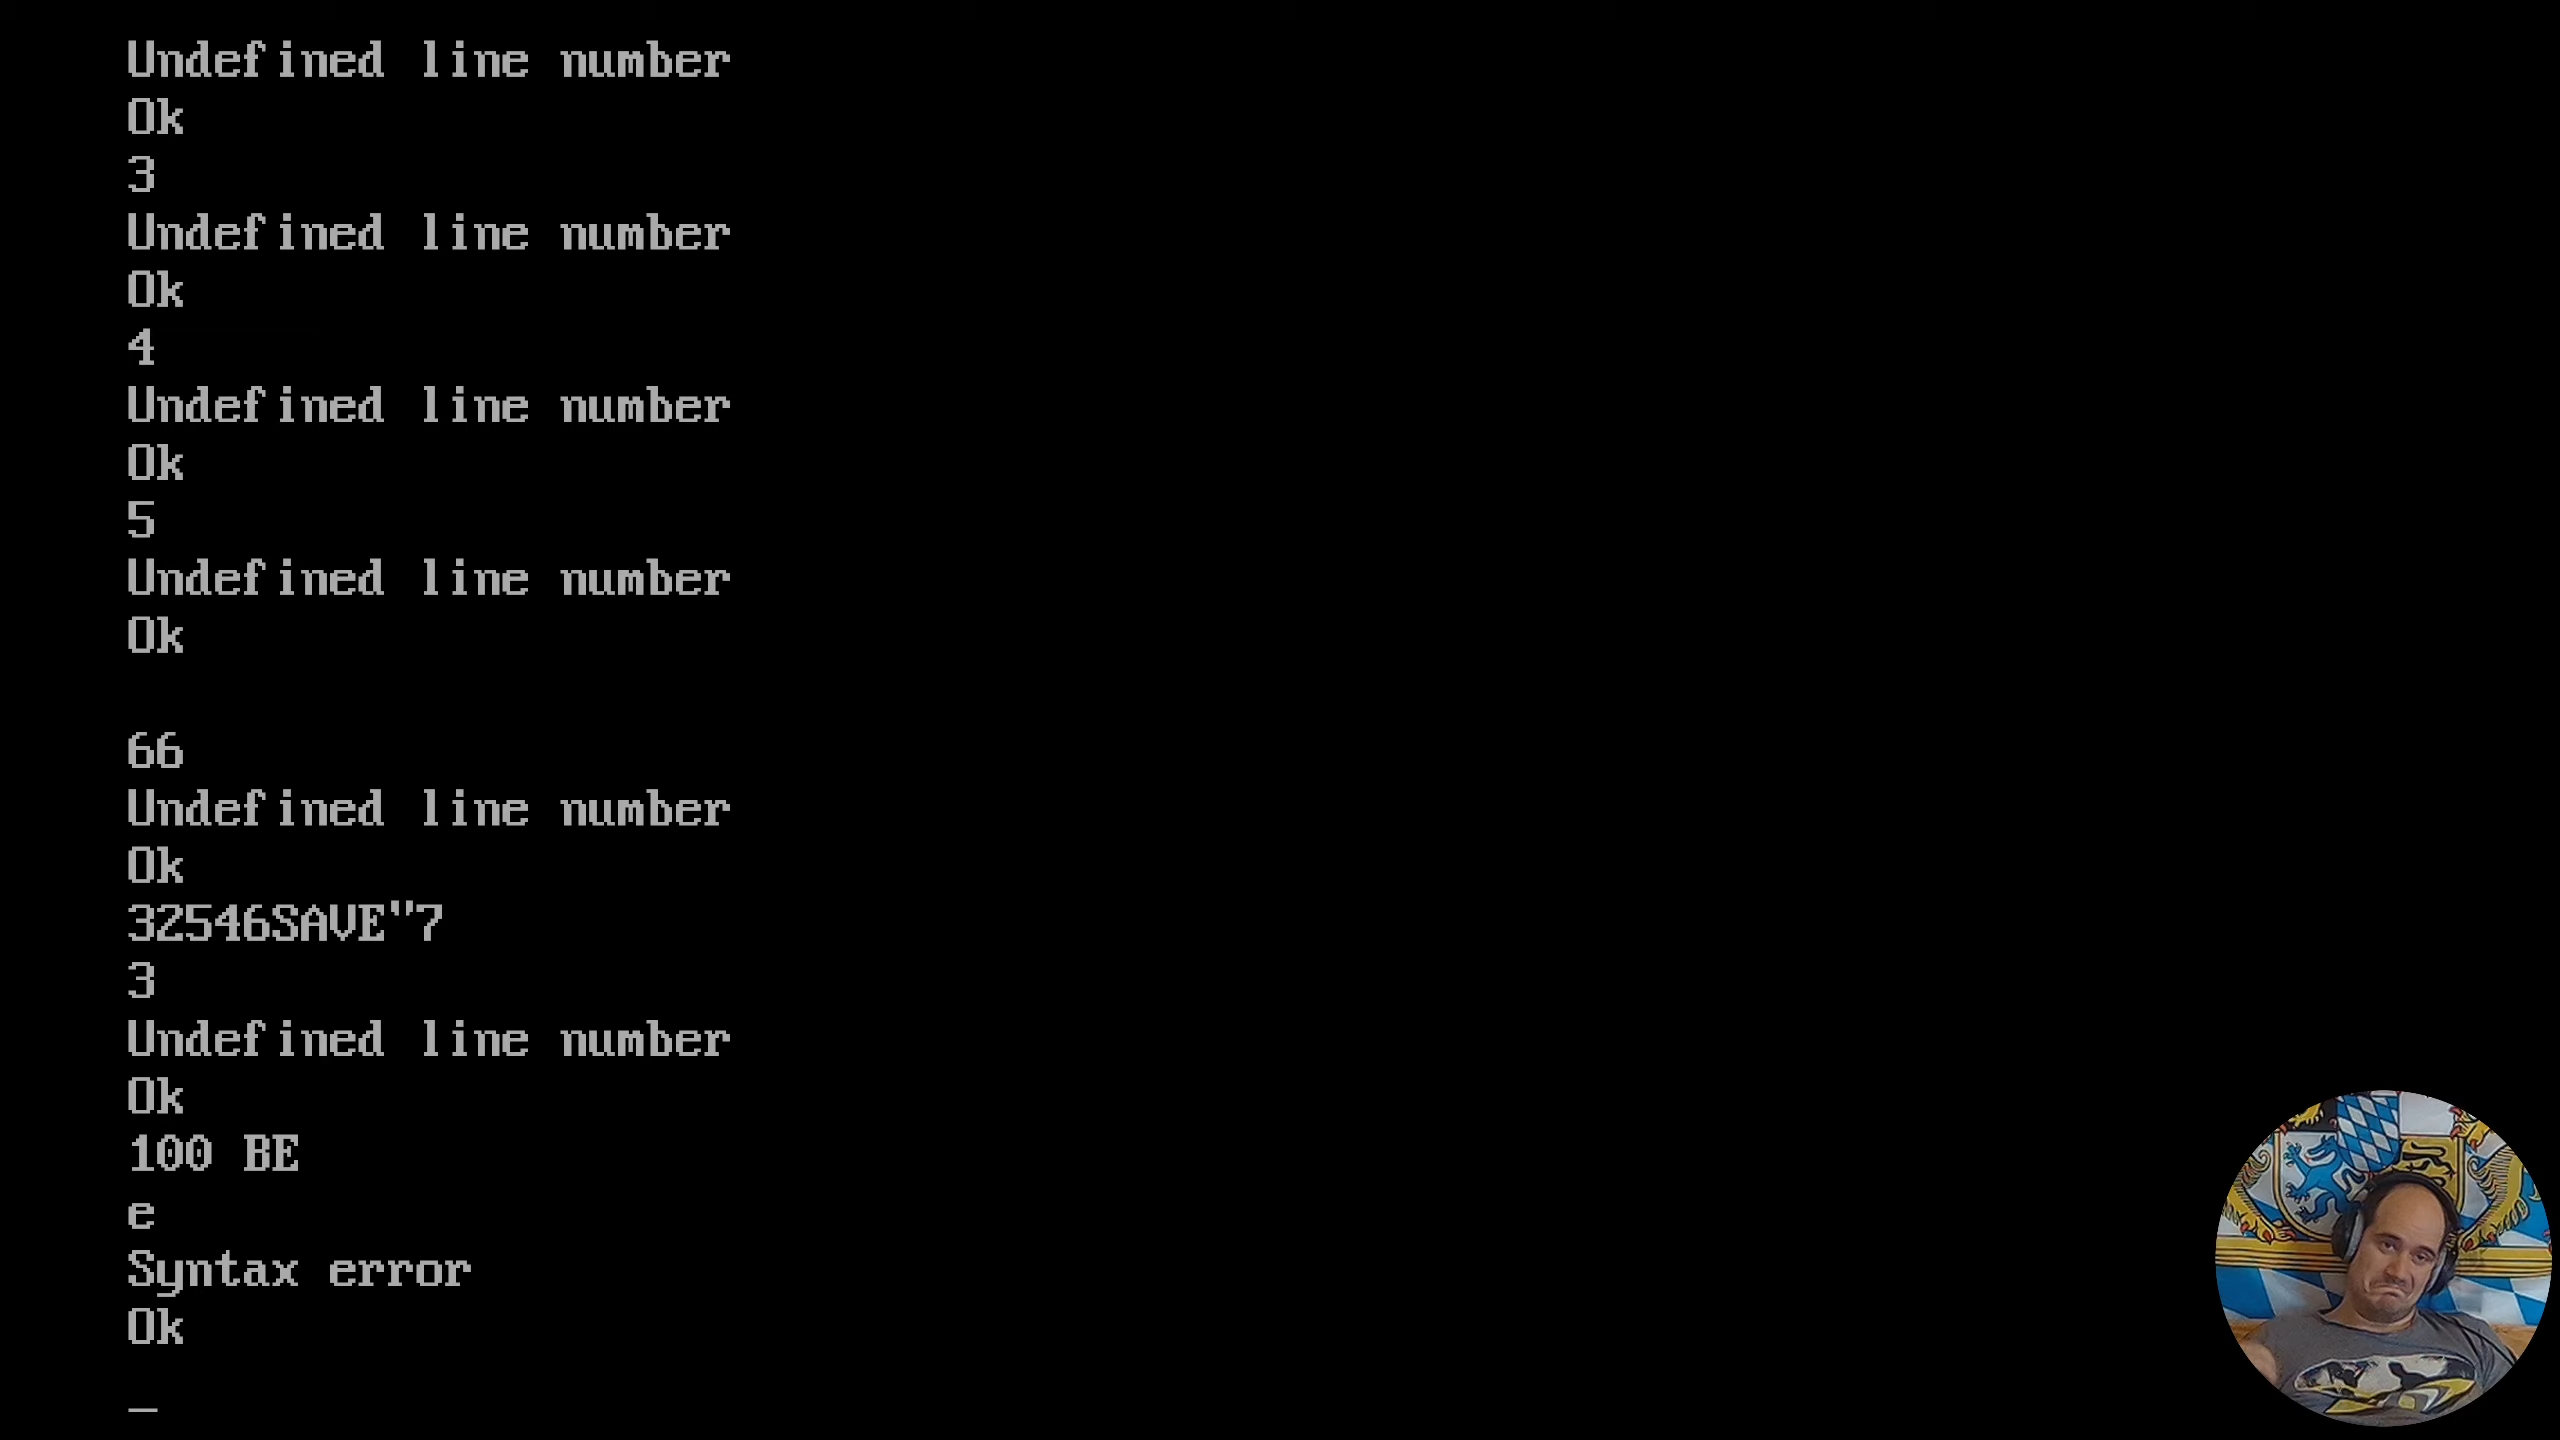 Undefined line number
Ok
3
Undefined line number
Ok
4
Undefined line number
Ok
5
Undefined line number
Ok
66
Undefined line number
Ok
32546SAVE"7
3
Undefined line number
Ok
100 BE
e
Syntax error
Ok
_